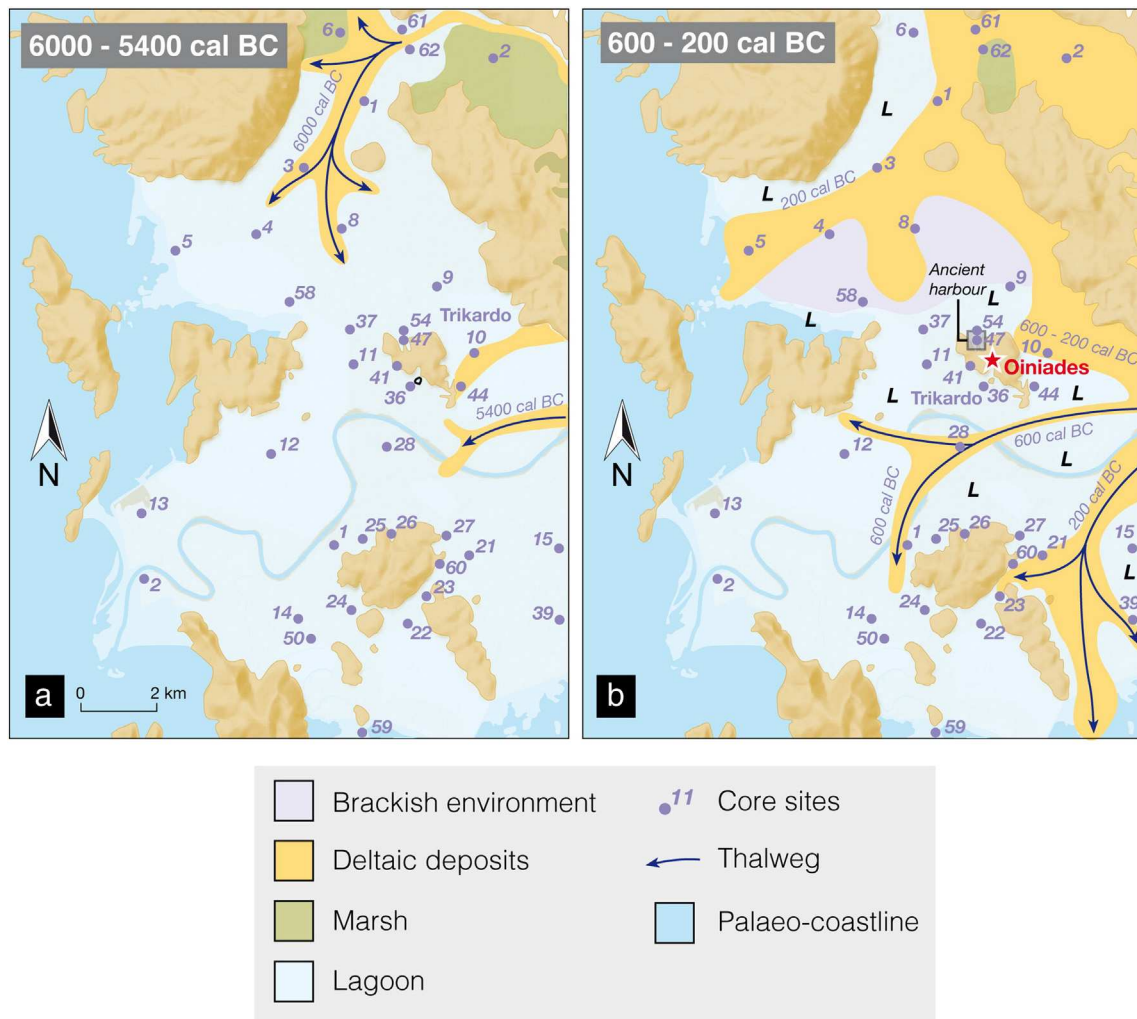 6000 - 5400 cal BC
61
6
62
2
1
6000 cal BC
3
4
8
5
9
58
37
54
Trikardo
47
10
11
41
36
44
5400 cal BC
N
12
28
13
1
25
26
27
21
15
60
2
23
24
14
22
39
50
a
0
2 km
59
600 - 200 cal BC
61
6
62
2
L
1
3
L
200 cal BC
4
8
5
Ancient
harbour
9
L
58
L
37
54
47
10
600 - 200 cal BC
11
Oiniades
41
Trikardo
36
44
L
L
N
12
28
600 cal BC
L
13
L
600 cal BC
1
25
26
27
21
200 cal BC
15
60
L
2
23
24
14
22
39
50
b
59
Brackish environment
11 Core sites
Deltaic deposits
Thalweg
Marsh
Palaeo-coastline
Lagoon